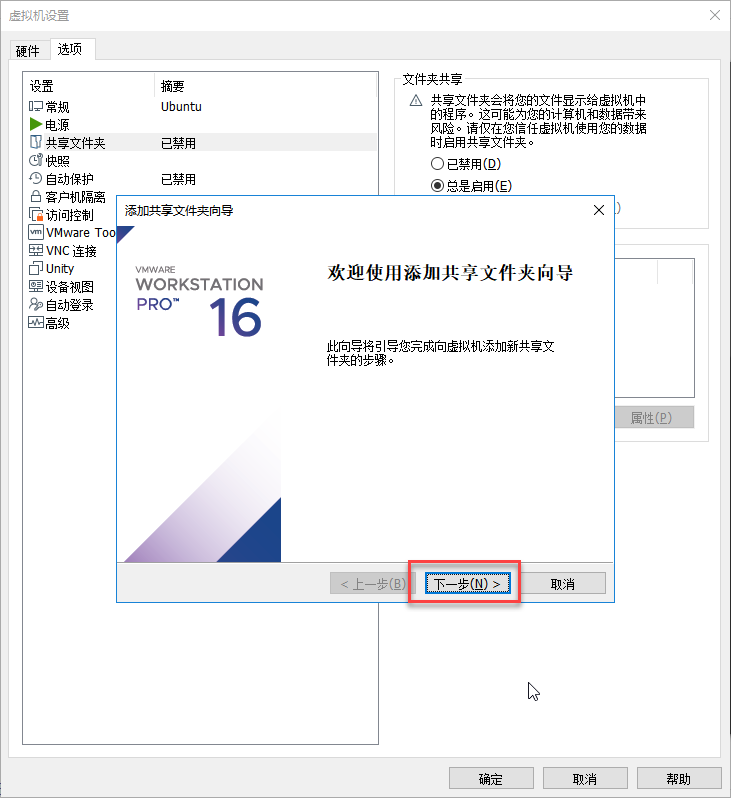 虚拟机设置
硬件 选项
设置 摘要
常规 Ubuntu
电源
共享文件夹 已禁用
快照
自动保护 已禁用
客户机隔离
访问控制
VMware Too
VNC 连接
Unity
设备视图
自动登录
高级
文件夹共享
共享文件夹会将您的文件显示给虚拟机中
的程序。这可能为您的计算机和数据带来
风险。请仅在您信任虚拟机使用您的数据
时启用共享文件夹。
已禁用(D)
总是启用(E)
添加共享文件夹向导
VMWARE
WORKSTATION
PRO™ 16
欢迎使用添加共享文件夹向导
此向导将引导您完成向虚拟机添加新共享文
件夹的步骤。
属性(P)
< 上一步(B) 下一步(N) > 取消
确定 取消 帮助